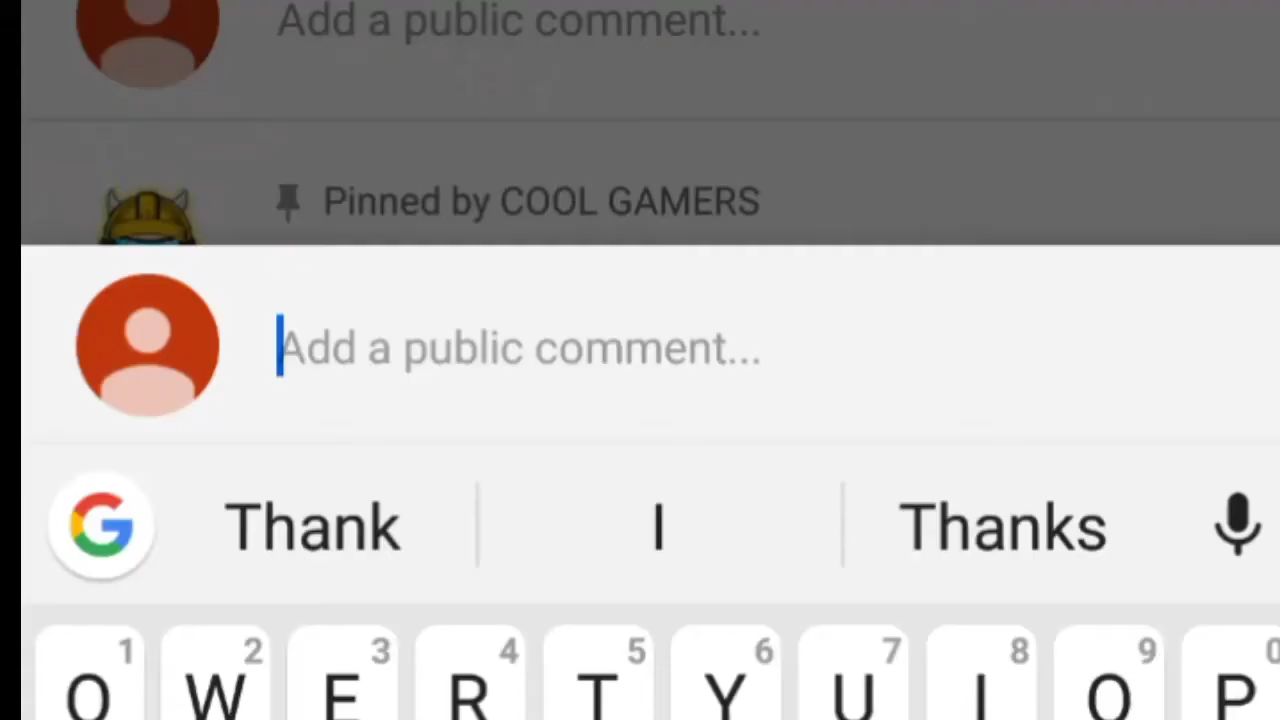 Add a public comment...
Pinned by COOL GAMERS
Add a public comment...
Thank I Thanks
1 2 3 4 5 6 7 8 9 0
Q W E R T Y U I O P